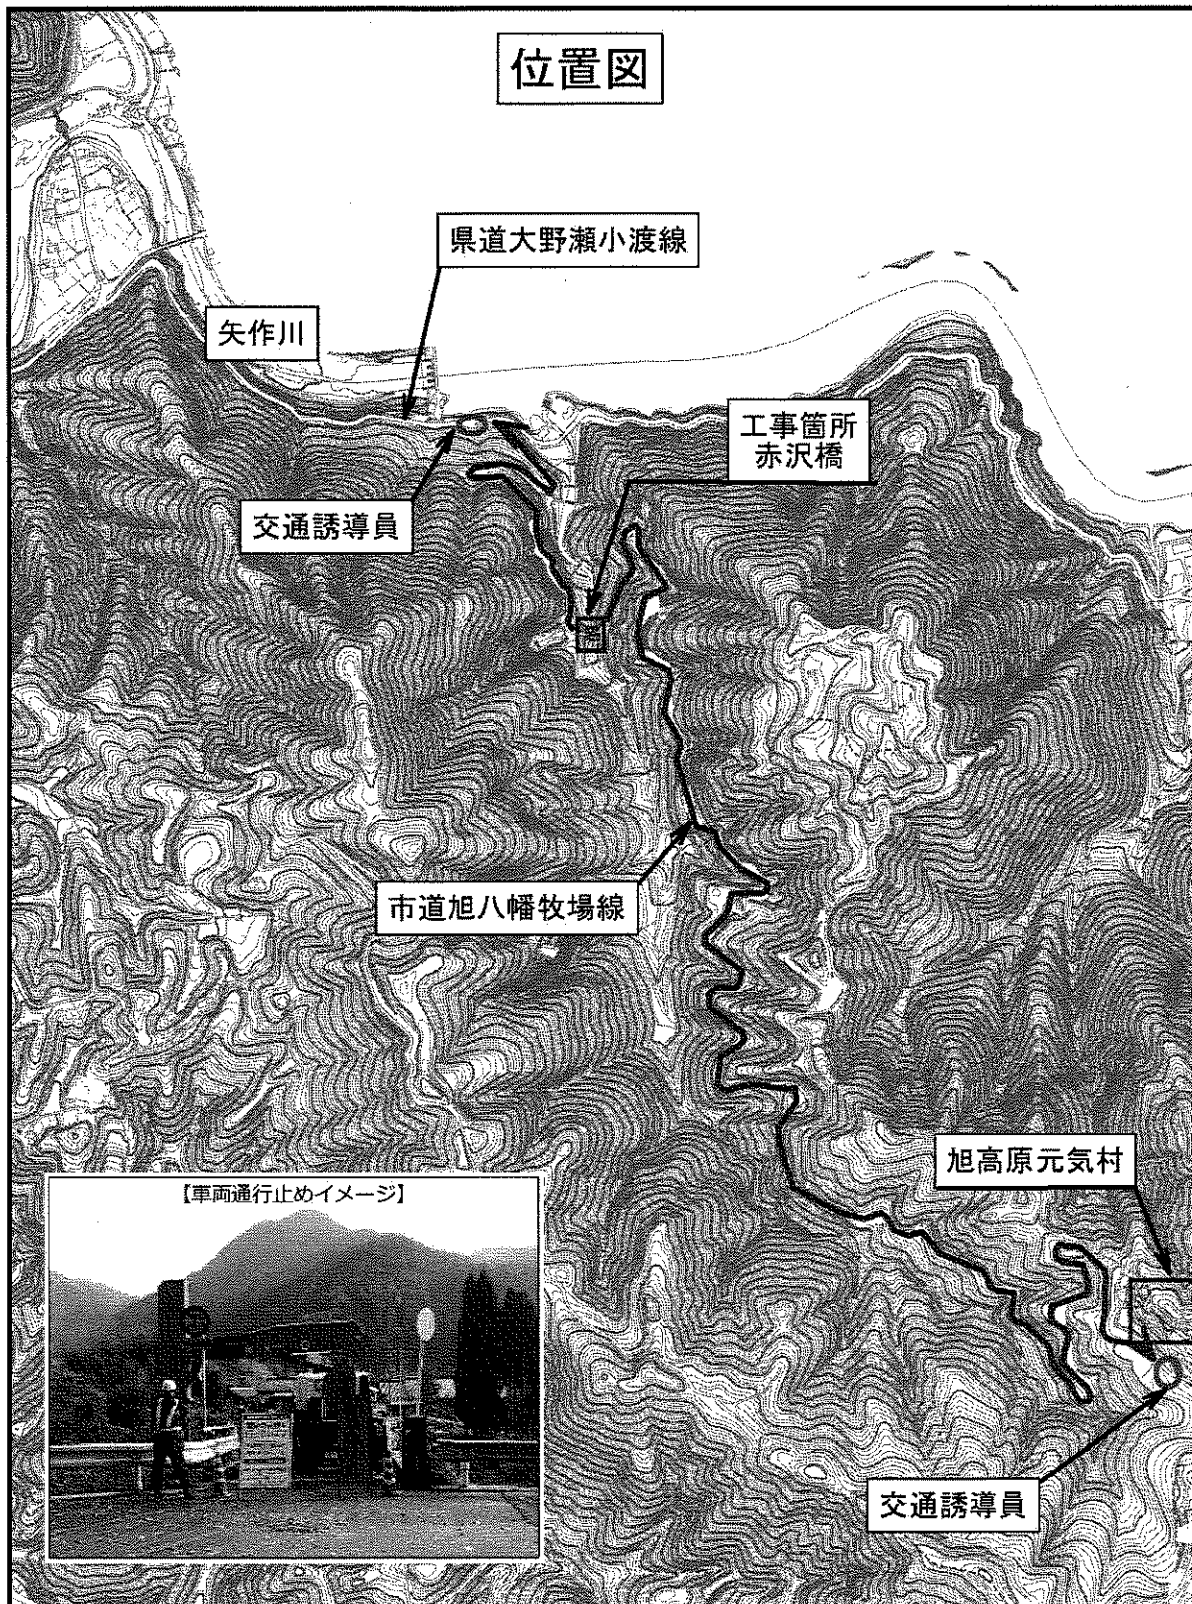 位置図
県道大野瀬小渡線
矢作川
工事箇所
赤沢橋
交通誘導員
市道旭八幡牧場線
旭高原元気村
【車両通行止めイメージ】
交通誘導員